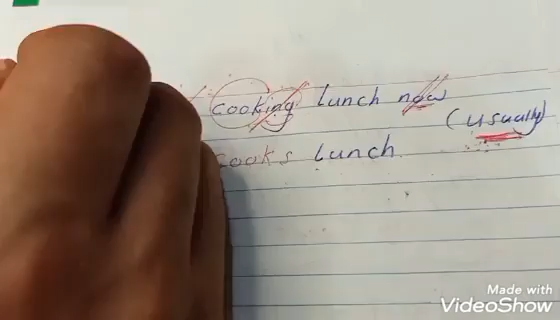 cooking lunch now
(usually)
cooks lunch
Made with
VideoShow